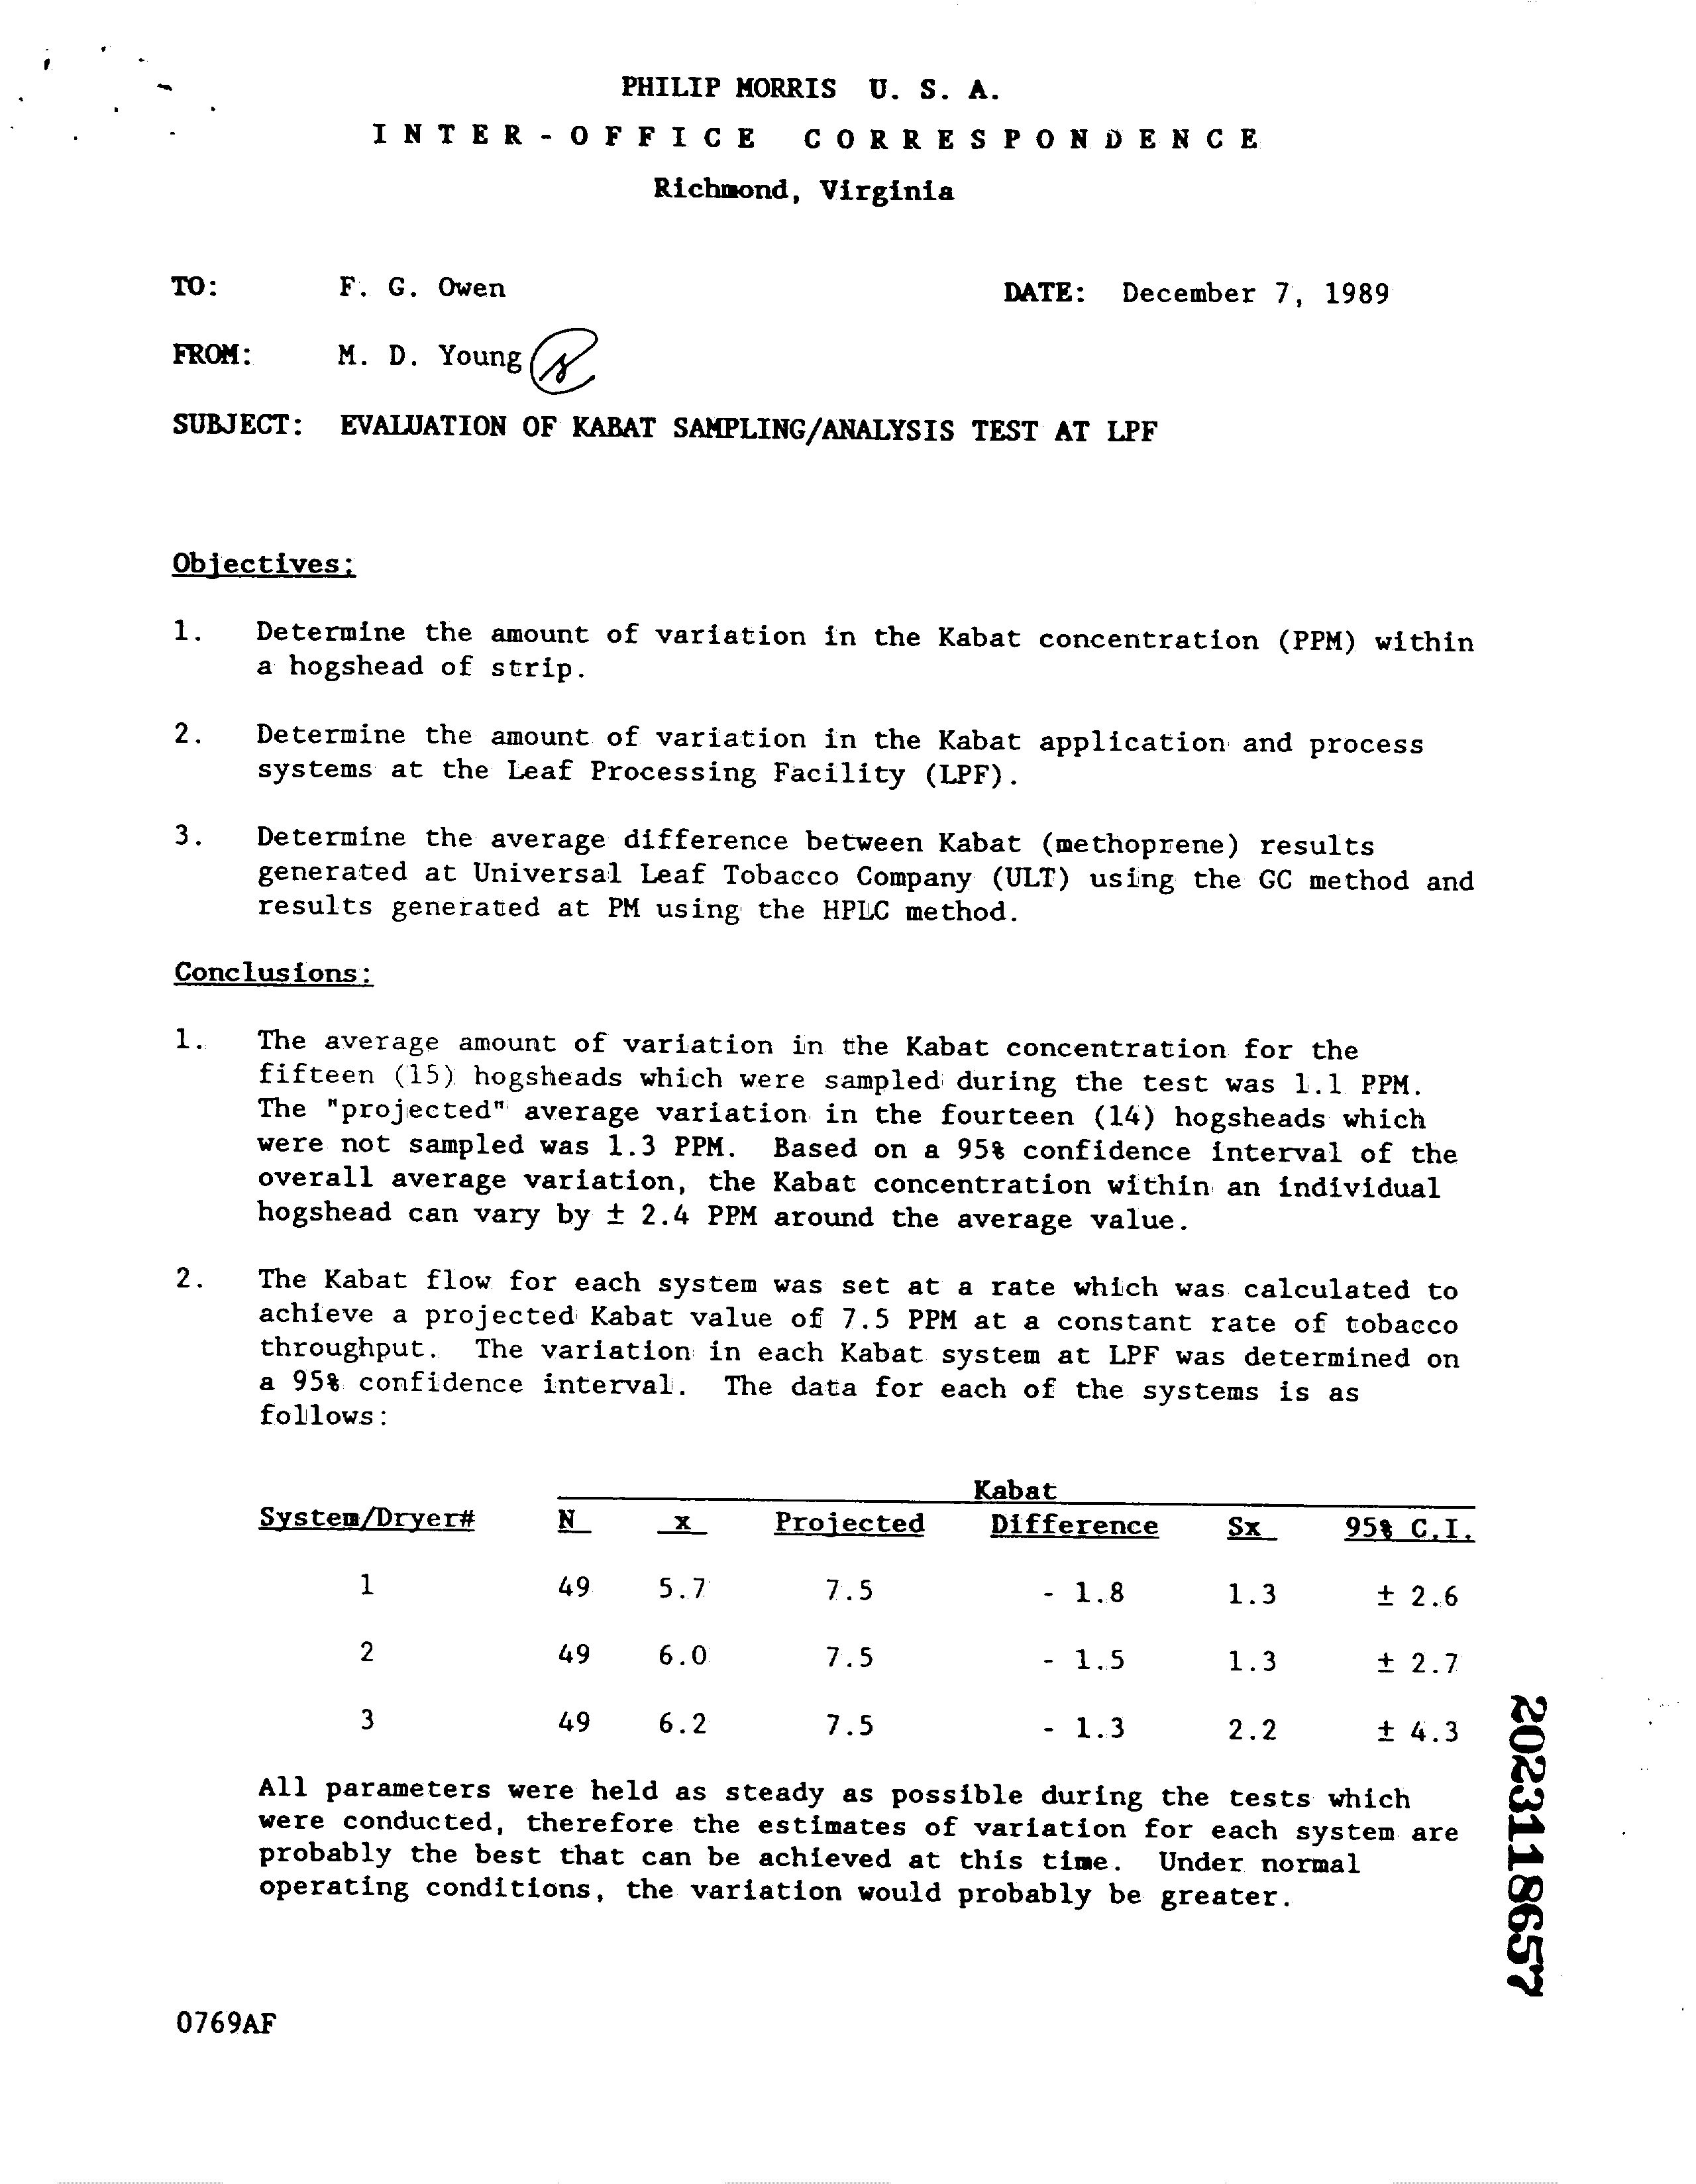 PHILIP MORRIS U. S. A.
INTER-OFFICE CORRESPONDENCE
Richmond, Virginia
TO: F. G. Owen DATE: December 7, 1989
FROM: M. D. Young
SUBJECT: EVALUATION OF KABAT SAMPLING/ANALYSIS TEST AT LPF
Objectives:
1. Determine the amount of variation in the Kabat concentration (PPM) within
a hogshead of strip.
2. Determine the amount of variation in the Kabat application and process
systems at the Leaf Processing Facility (LPF).
3. Determine the average difference between Kabat (methoprene) results
generated at Universal Leaf Tobacco Company (ULT) using the GC method and
results generated at PM using the HPLC method.
Conclusions:
1. The average amount of variation in the Kabat concentration for the
fifteen (15) hogsheads which were sampled during the test was 1.1 PPM.
The "projected" average variation in the fourteen (14) hogsheads which
were not sampled was 1.3 PPM. Based on a 95% confidence interval of the
overall average variation, the Kabat concentration within an individual
hogshead can vary by ± 2.4 PPM around the average value.
2. The Kabat flow for each system was set at a rate which was calculated to
achieve a projected Kabat value of 7.5 PPM at a constant rate of tobacco
throughput. The variation in each Kabat system at LPF was determined on
a 95% confidence interval. The data for each of the systems is as
follows:
Kabat
System/Dryer# N x Projected Difference Sx 95% C.I.
1 49 5.7 7.5 - 1.8 1.3 ± 2.6
2 49 6.0 7.5 - 1.5 1.3 ± 2.7
3 49 6.2 7.5 - 1.3 2.2 ± 4.3
All parameters were held as steady as possible during the tests which
were conducted, therefore the estimates of variation for each system are
probably the best that can be achieved at this time. Under normal
operating conditions, the variation would probably be greater.
2023118657
0769AF